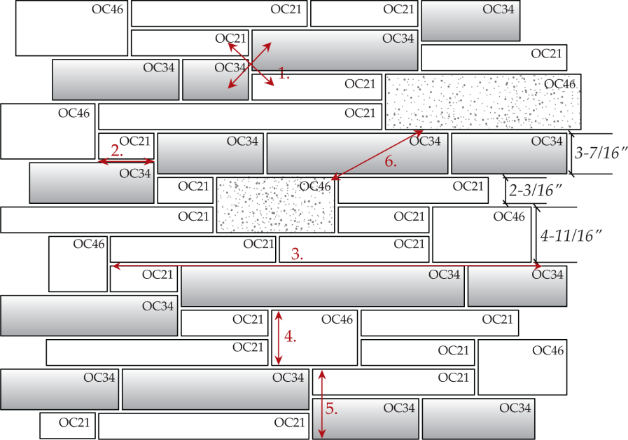 OC46 OC21 OC21 OC34
OC21 OC34 OC21
OC34 OC34 1. OC21 OC46
OC46 OC21
OC21 OC34 OC34 OC34 3-7/16”
2. 6.
OC34 OC21 OC46 OC21 2-3/16”
OC21 OC21 OC46 4-11/16”
OC46 OC21 OC21
3.
OC21 OC34 OC34
OC34 OC21 OC46 OC21
4.
OC21 OC21 OC46
OC34 OC34 OC21
5.
OC21 OC21 OC34 OC34